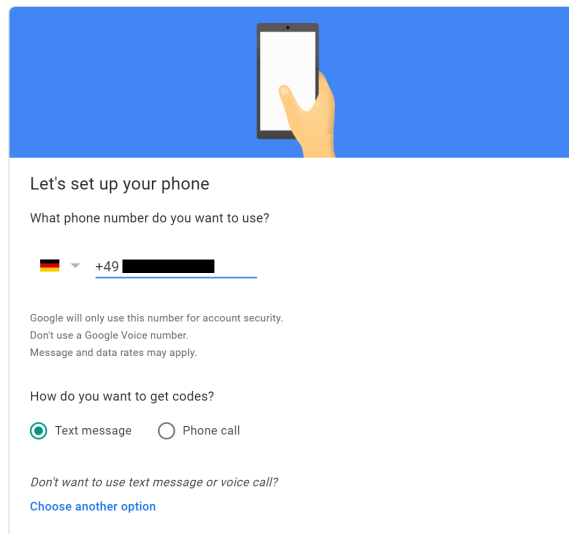 Let's set up your phone
What phone number do you want to use?
+49
Google will only use this number for account security.
Don't use a Google Voice number.
Message and data rates may apply.
How do you want to get codes?
Text message Phone call
Don't want to use text message or voice call?
Choose another option